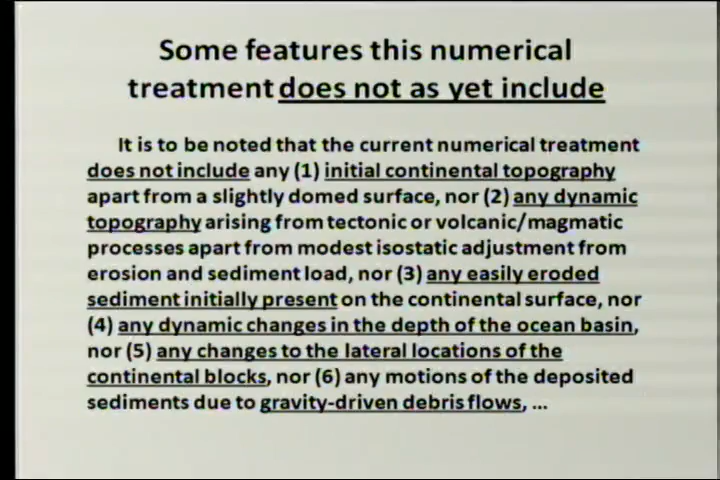 Some features this numerical
treatment does not as yet include
It is to be noted that the current numerical treatment
does not include any (1) initial continental topography
apart from a slightly domed surface, nor (2) any dynamic
topography arising from tectonic or volcanic/magmatic
processes apart from modest isostatic adjustment from
erosion and sediment load, nor (3) any easily eroded
sediment initially present on the continental surface, nor
(4) any dynamic changes in the depth of the ocean basin,
nor (5) any changes to the lateral locations of the
continental blocks, nor (6) any motions of the deposited
sediments due to gravity-driven debris flows, ...